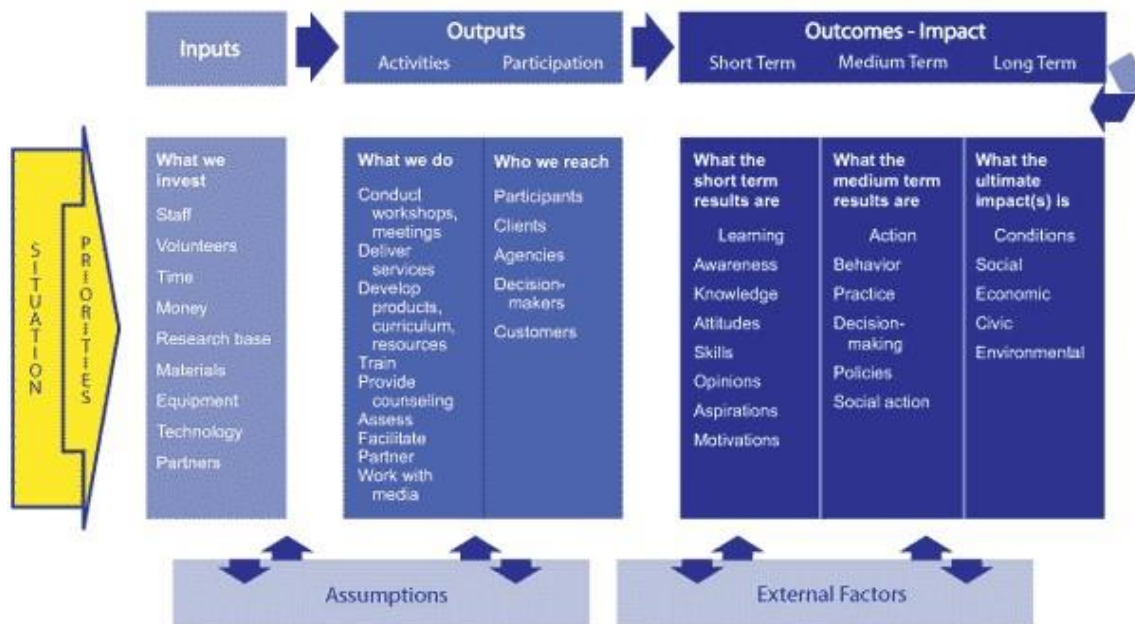 Inputs
Outputs
Activities Participation
Outcomes - Impact
Short Term Medium Term Long Term
SITUATION
PRIORITIES
What we
invest
Staff
Volunteers
Time
Money
Research base
Materials
Equipment
Technology
Partners
What we do
Conduct
workshops,
meetings
Deliver
services
Develop
products,
curriculum,
resources
Train
Provide
counseling
Assess
Facilitate
Partner
Work with
media
Who we reach
Participants
Clients
Agencies
Decision-
makers
Customers
What the
short term
results are
Learning
Awareness
Knowledge
Attitudes
Skills
Opinions
Aspirations
Motivations
What the
medium term
results are
Action
Behavior
Practice
Decision-
making
Policies
Social action
What the
ultimate
impact(s) is
Conditions
Social
Economic
Civic
Environmental
Assumptions
External Factors